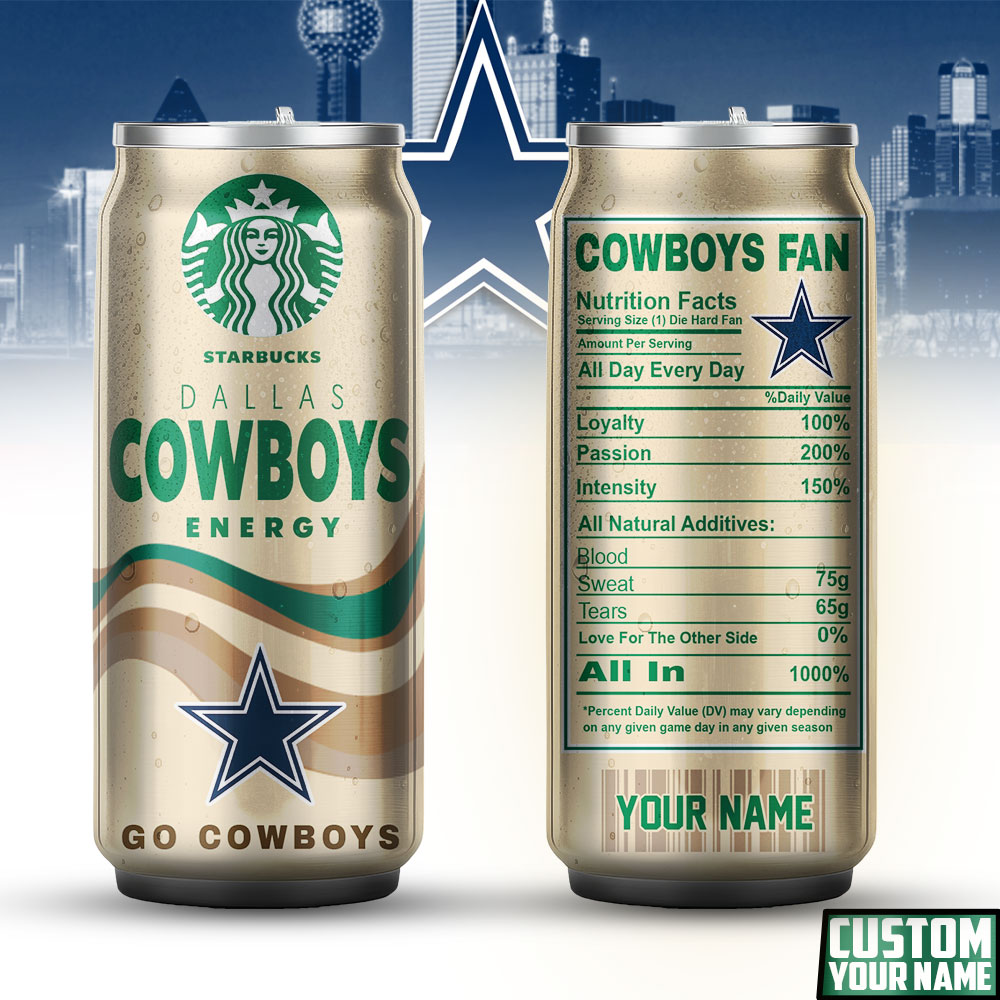 STARBUCKS
DALLAS
COWBOYS
ENERGY
GO COWBOYS
COWBOYS FAN
Nutrition Facts
Serving Size (1) Die Hard Fan
Amount Per Serving
All Day Every Day
%Daily Value
Loyalty 100%
Passion 200%
Intensity 150%
All Natural Additives:
Blood
Sweat 75g
Tears 65g
Love For The Other Side 0%
All In 1000%
*Percent Daily Value (DV) may vary depending
on any given game day in any given season
YOUR NAME
CUSTOM
YOUR NAME